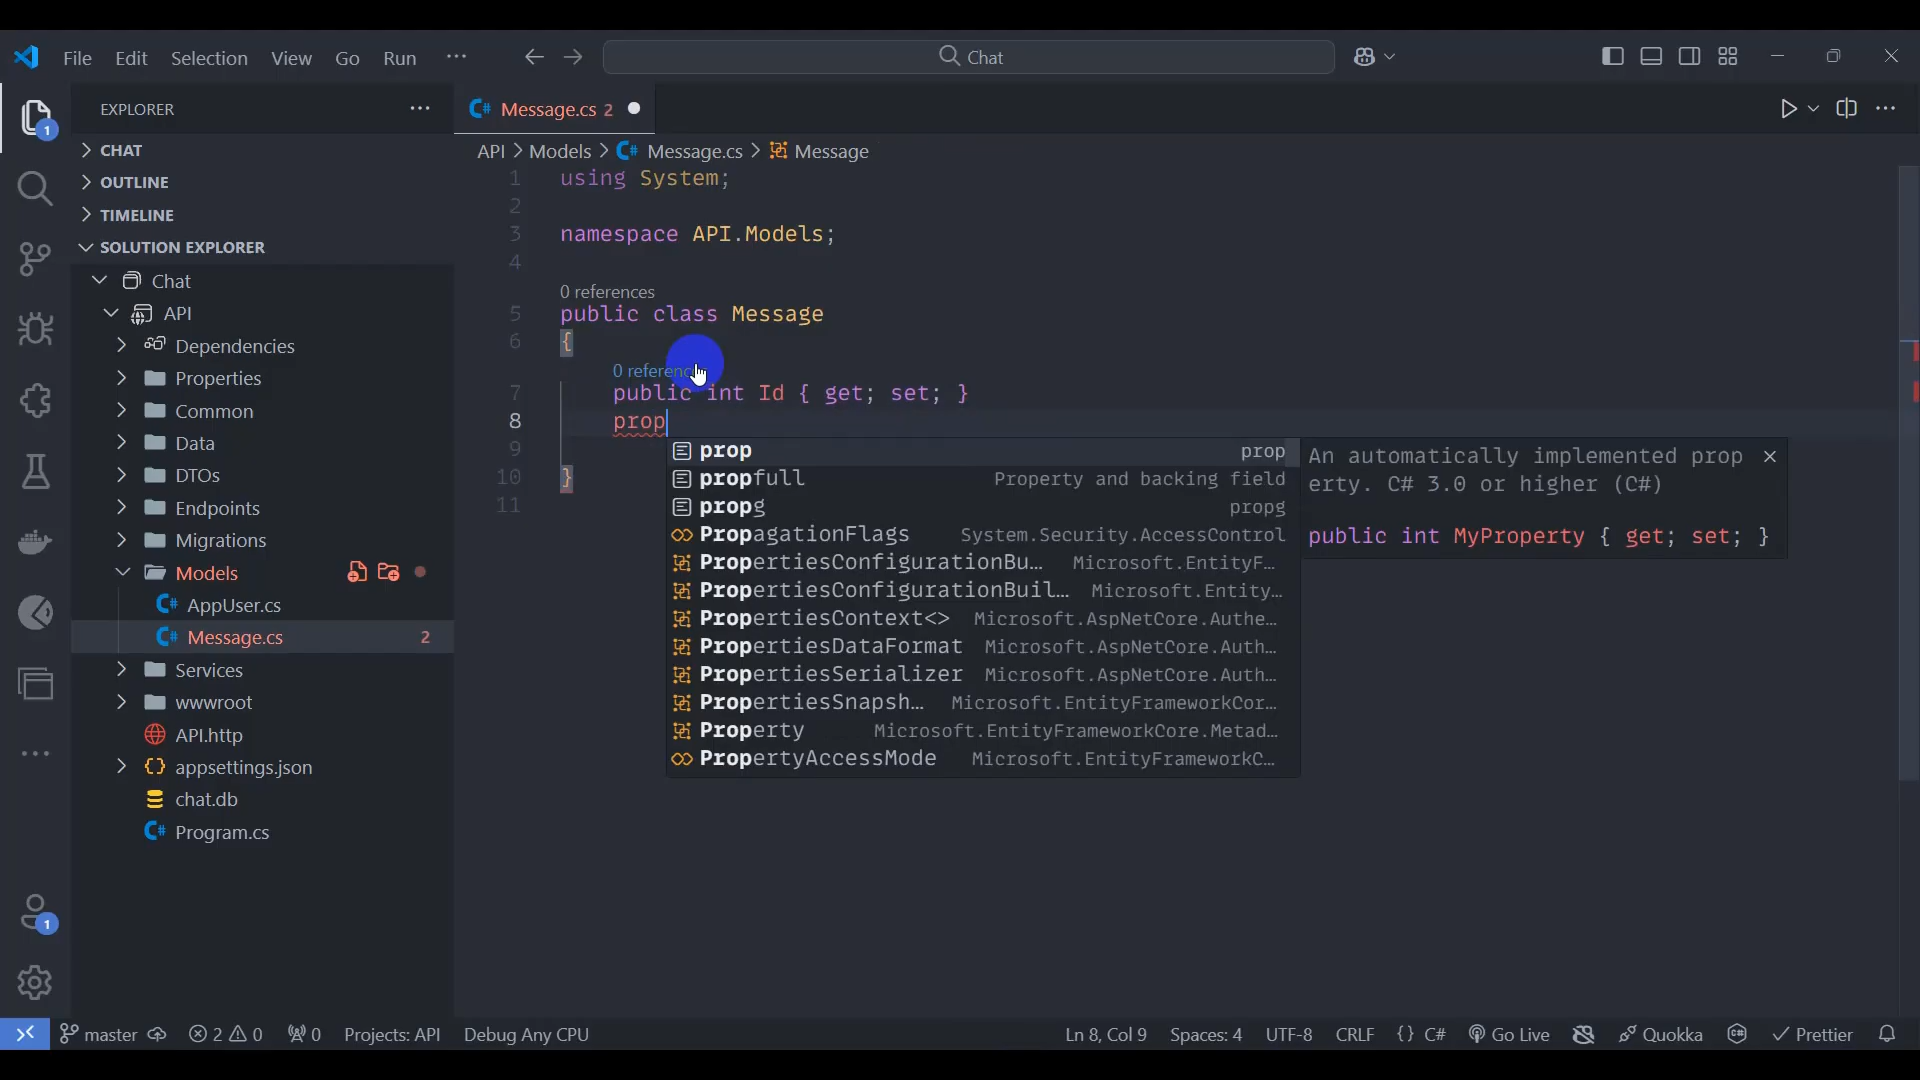 File Edit Selection View Go Run ··· Chat
EXPLORER ···
Message.cs 2
CHAT
OUTLINE
TIMELINE
SOLUTION EXPLORER
Chat
API
Dependencies
Properties
Common
Data
DTOs
Endpoints
Migrations
Models
AppUser.cs
Message.cs 2
Services
wwwroot
API.http
appsettings.json
chat.db
Program.cs
1
1
API > Models > Message.cs > Message
1 using System;
2
3 namespace API.Models;
4
0 references
5 public class Message
6 {
0 references
7 public int Id { get; set; }
8 prop
9
10 }
11
prop prop
propfull Property and backing field
propg propg
PropagationFlags System.Security.AccessControl
PropertiesConfigurationBu… Microsoft.EntityF…
PropertiesConfigurationBuil… Microsoft.Entity…
PropertiesContext<> Microsoft.AspNetCore.Authe…
PropertiesDataFormat Microsoft.AspNetCore.Auth…
PropertiesSerializer Microsoft.AspNetCore.Auth…
PropertiesSnapsh… Microsoft.EntityFrameworkCor…
Property Microsoft.EntityFrameworkCore.Metad…
PropertyAccessMode Microsoft.EntityFrameworkC…
An automatically implemented prop
erty. C# 3.0 or higher (C#)
public int MyProperty { get; set; }
master 2 0 0 Projects: API Debug Any CPU Ln 8, Col 9 Spaces: 4 UTF-8 CRLF {} C# Go Live Quokka Prettier